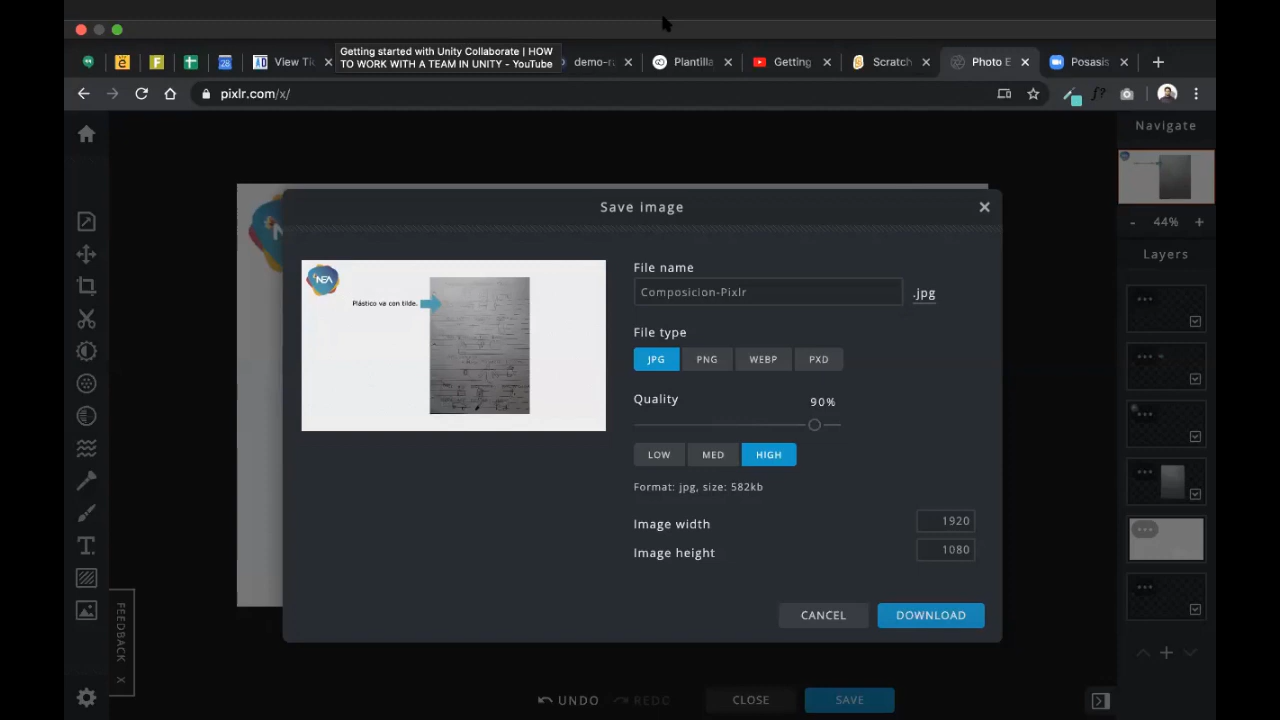 Getting started with Unity Collaborate | HOW
TO WORK WITH A TEAM IN UNITY - YouTube
28
View Tic
demo-ru
Plantilla
Getting
Scratch
Photo E
Posasis
pixlr.com/x/
f?
Navigate
Save image
44%
Layers
NEA
Plástico va con tilde.
File name
Composicion-Pixlr
.jpg
File type
JPG
PNG
WEBP
PXD
Quality
90%
LOW
MED
HIGH
Format: jpg, size: 582kb
Image width
1920
Image height
1080
CANCEL
DOWNLOAD
FEEDBACK X
UNDO
REDO
CLOSE
SAVE